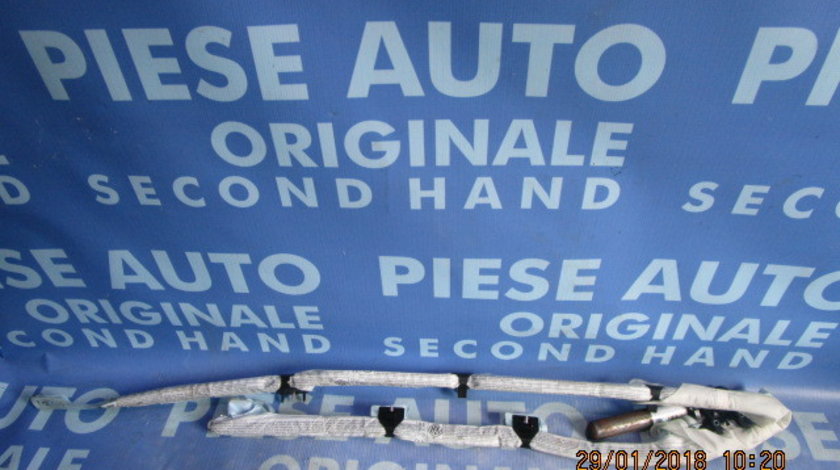 PIESE AUTO
ORIGINALE
SECOND HAND
SECOND
PIESE AUTO
ORIGINALE
SECOND HAND
PIESE AUTO
ORIGINALE
SECOND HAND
AUTO
29/01/2018 10:20